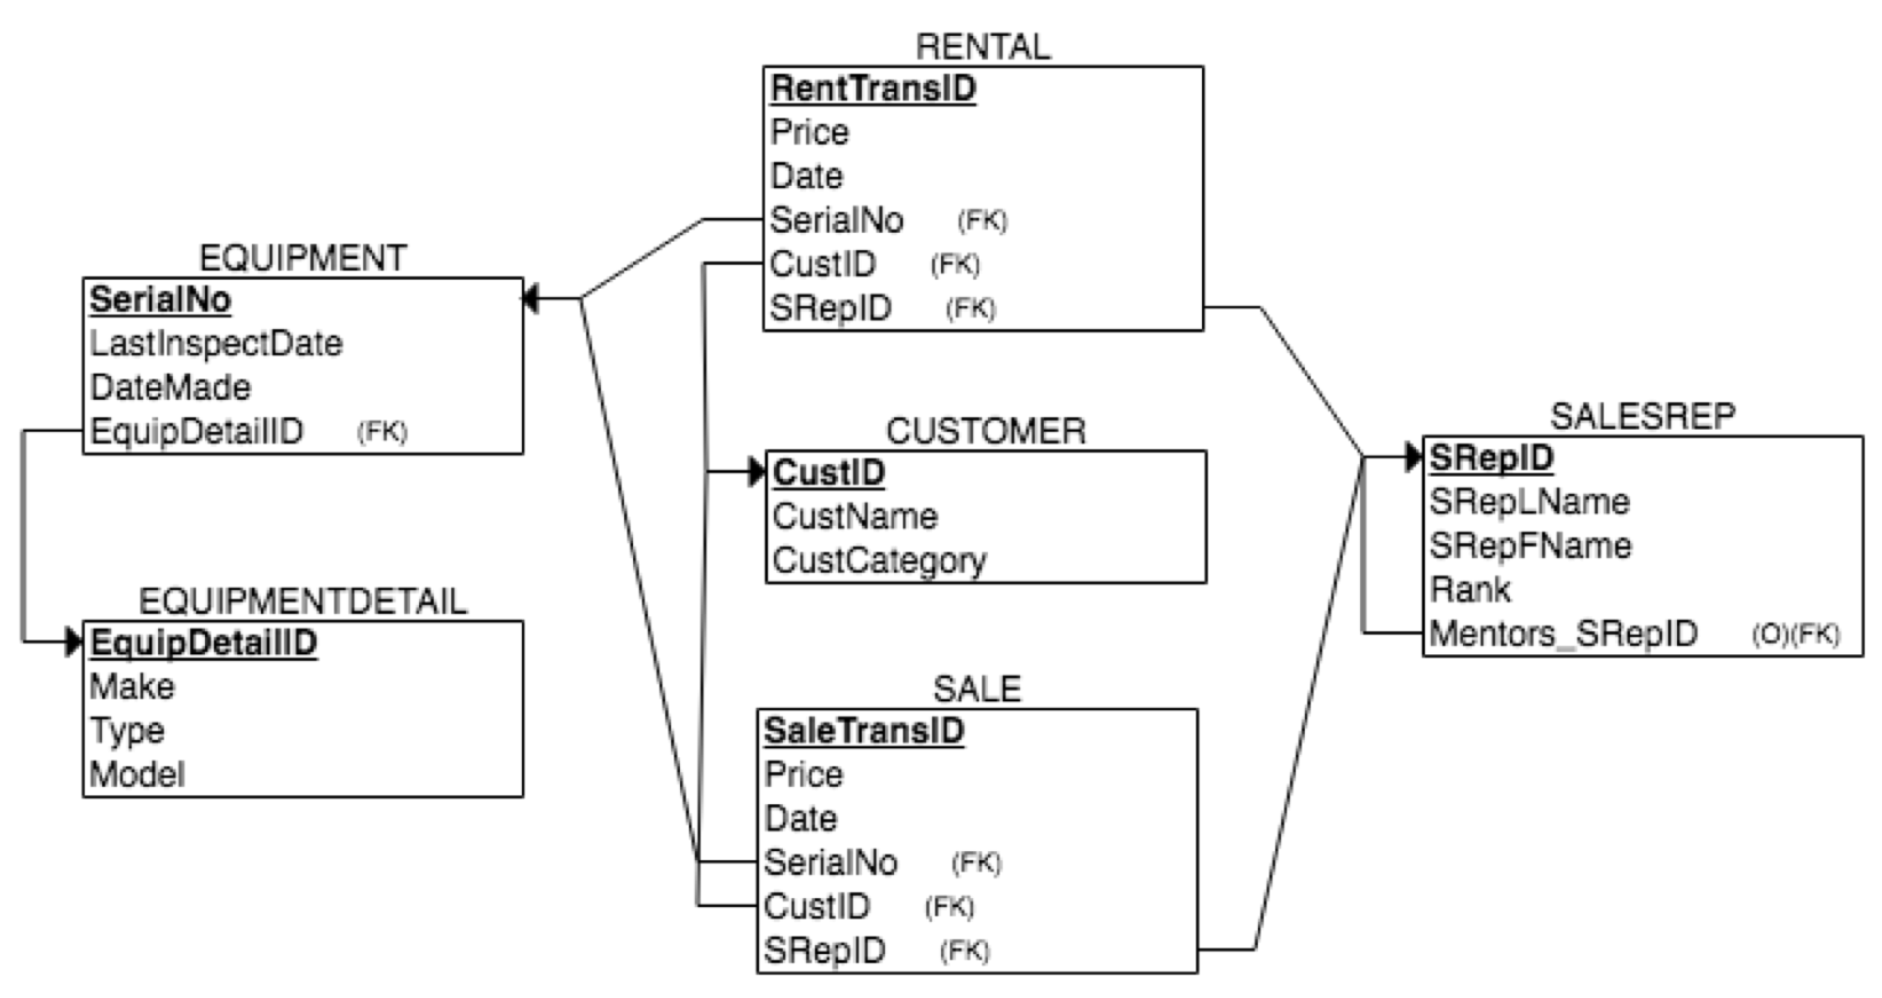 RENTAL
RentTransID
Price
Date
SerialNo (FK)
CustID (FK)
SRepID (FK)
EQUIPMENT
SerialNo
LastInspectDate
DateMade
EquipDetailID (FK)
CUSTOMER
CustID
CustName
CustCategory
SALESREP
SRepID
SRepLName
SRepFName
Rank
Mentors_SRepID (O)(FK)
EQUIPMENTDETAIL
EquipDetailID
Make
Type
Model
SALE
SaleTransID
Price
Date
SerialNo (FK)
CustID (FK)
SRepID (FK)